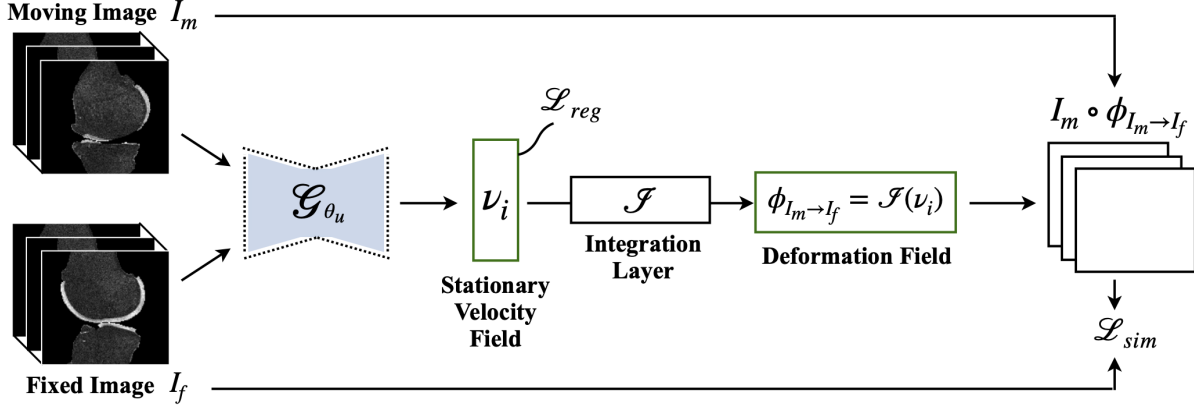 Moving Image I_m
ℒ_reg
I_m ∘ ϕ_{I_m→I_f}
𝒢_{θ_u}
ν_i
ℐ
ϕ_{I_m→I_f} = ℐ(ν_i)
Integration
Layer
Deformation Field
Stationary
Velocity
Field
ℒ_sim
Fixed Image I_f